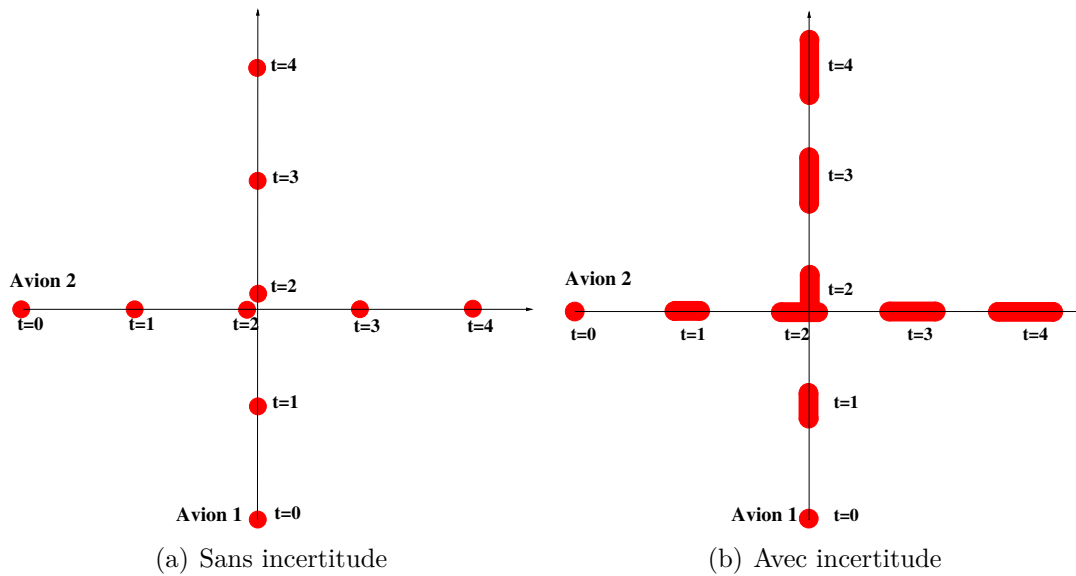 t=4
t=3
Avion 2
t=2
t=0
t=1
t=2
t=3
t=4
t=1
Avion 1
t=0
(a) Sans incertitude
t=4
t=3
Avion 2
t=2
t=0
t=1
t=2
t=3
t=4
t=1
Avion 1
t=0
(b) Avec incertitude